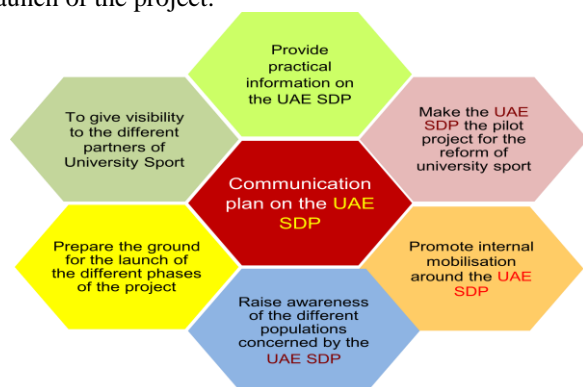 launch of the project.
Provide
practical
information on
the UAE SDP
To give visibility
to the different
partners of
University Sport
Make the UAE
SDP the pilot
project for the
reform of
university sport
Communication
plan on the UAE
SDP
Prepare the ground
for the launch of
the different phases
of the project
Promote internal
mobilisation
around the UAE
SDP
Raise awareness
of the different
populations
concerned by the
UAE SDP